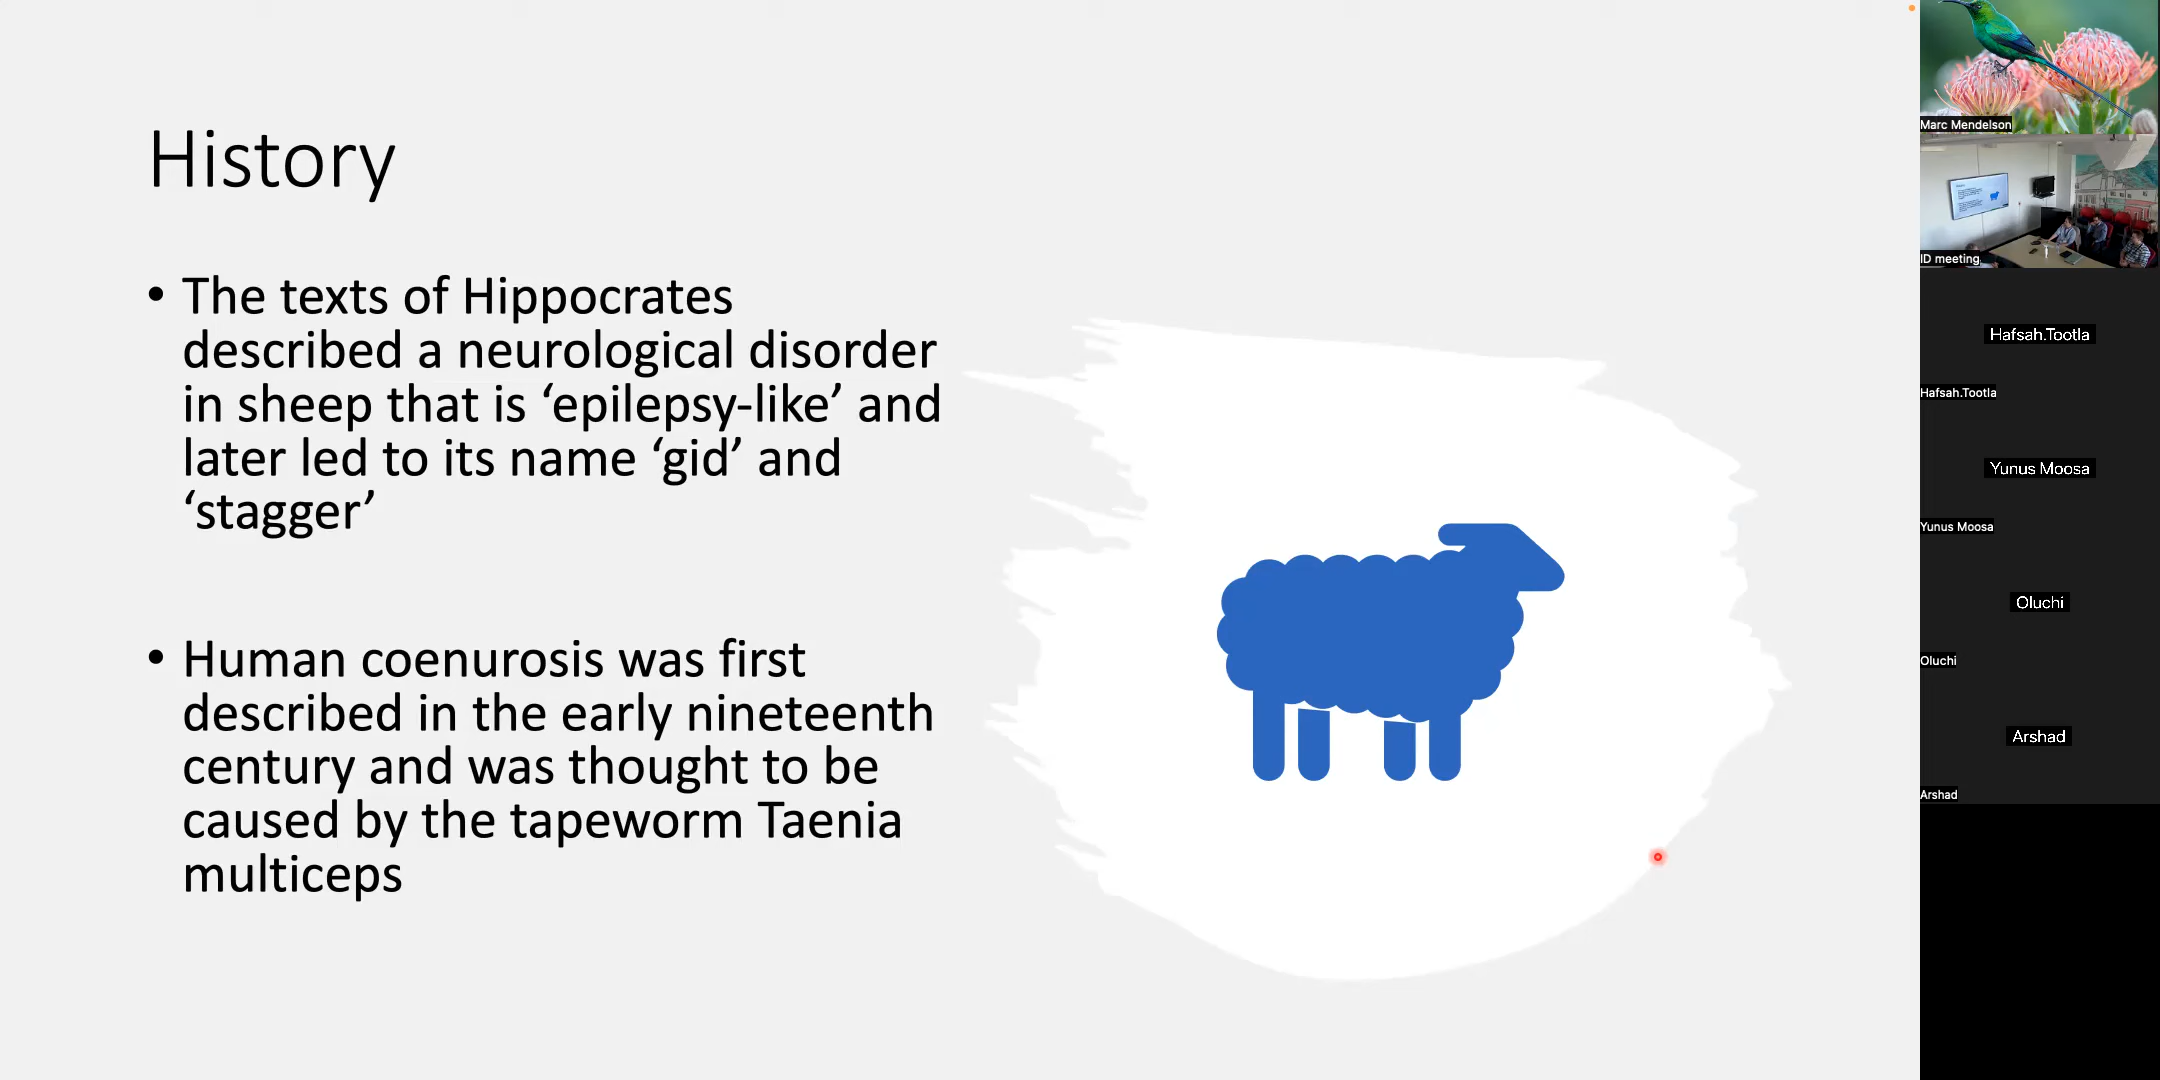 History
• The texts of Hippocrates
described a neurological disorder
in sheep that is ‘epilepsy-like’ and
later led to its name ‘gid’ and
‘stagger’
• Human coenurosis was first
described in the early nineteenth
century and was thought to be
caused by the tapeworm Taenia
multiceps
Marc Mendelson
ID meeting
Hafsah.Tootla
Hafsah.Tootla
Yunus Moosa
Yunus Moosa
Oluchi
Oluchi
Arshad
Arshad